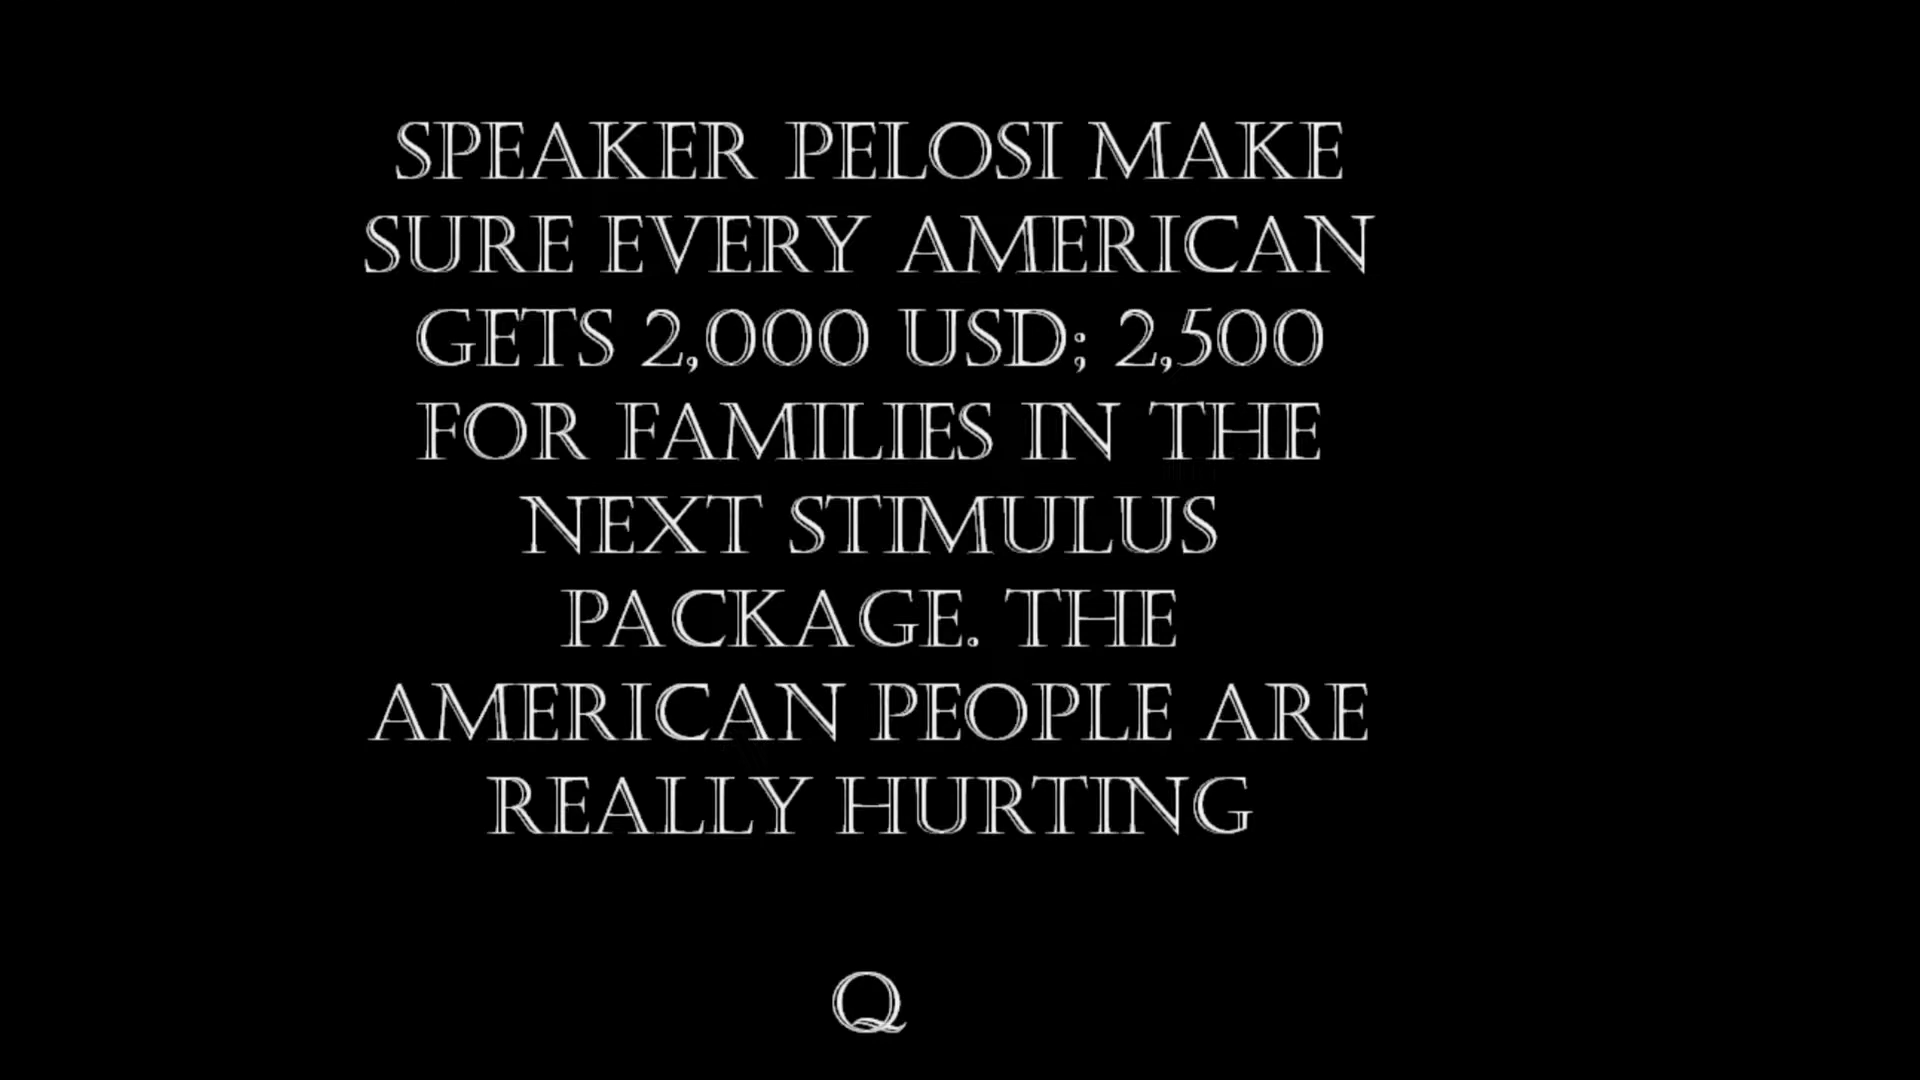 SPEAKER PELOSI MAKE
SURE EVERY AMERICAN
GETS 2,000 USD; 2,500
FOR FAMILIES IN THE
NEXT STIMULUS
PACKAGE. THE
AMERICAN PEOPLE ARE
REALLY HURTING
Q